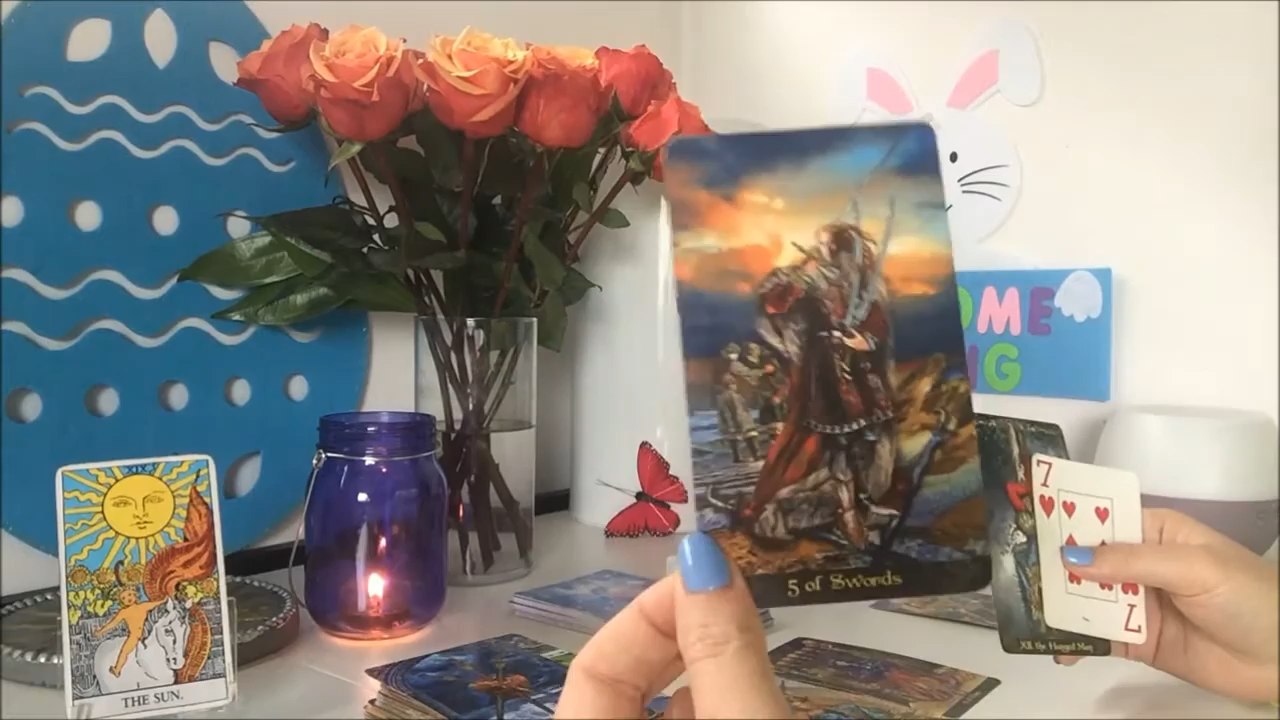 XIX
THE SUN.
5 of Swords
OME
NG
7
7
XII the Hanged Man